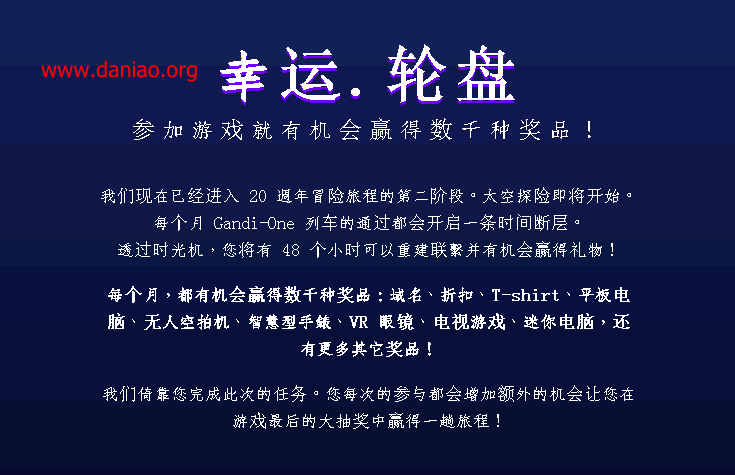 www.daniao.org
幸运.轮盘
参加游戏就有机会赢得数千种奖品！
我们现在已经进入 20 週年冒险旅程的第二阶段。太空探险即将开始。
每个月 Gandi-One 列车的通过都会开启一条时间断层。
透过时光机，您将有 48 个小时可以重建联繫并有机会赢得礼物！
每个月，都有机会赢得数千种奖品：域名、折扣、T-shirt、平板电
脑、无人空拍机、智慧型手錶、VR 眼镜、电视游戏、迷你电脑，还
有更多其它奖品！
我们倚靠您完成此次的任务。您每次的参与都会增加额外的机会让您在
游戏最后的大抽奖中赢得一趟旅程！